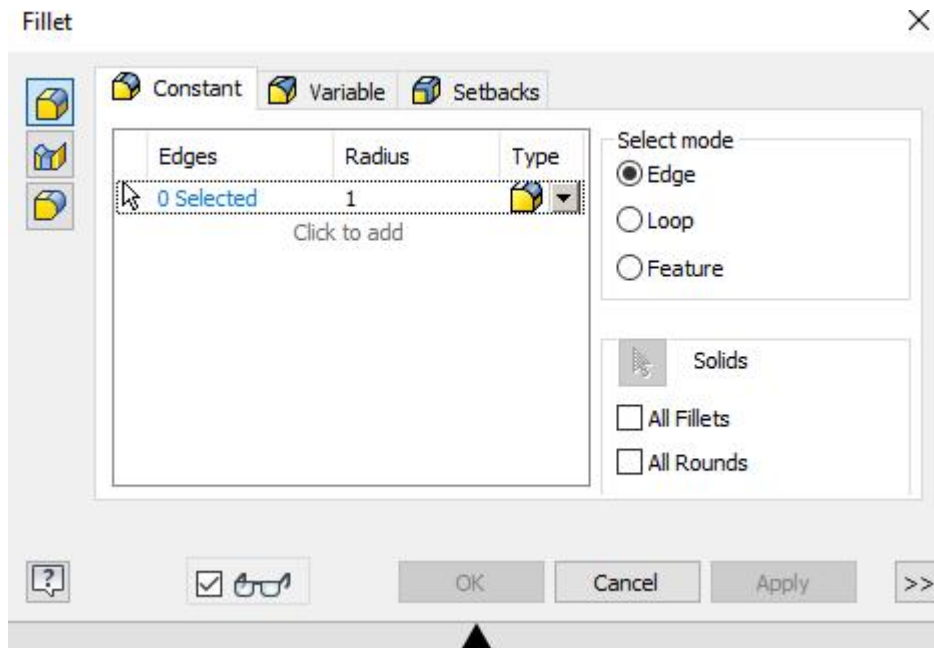 Fillet
Constant Variable Setbacks
Edges Radius Type
0 Selected 1
Click to add
Select mode
Edge
Loop
Feature
Solids
All Fillets
All Rounds
? OK Cancel Apply >>